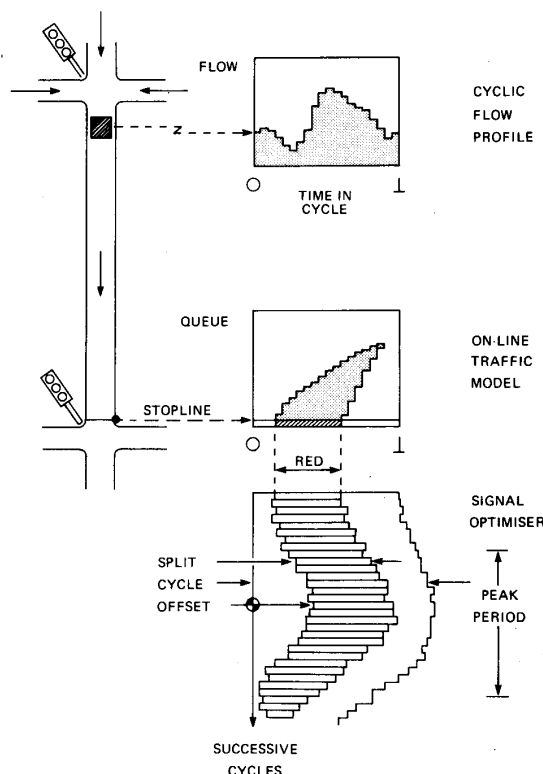 FLOW
CYCLIC
FLOW
PROFILE
N
O
TIME IN
CYCLE
QUEUE
ON-LINE
TRAFFIC
MODEL
STOPLINE
O
RED
SIGNAL
OPTIMISER
SPLIT
CYCLE
OFFSET
PEAK
PERIOD
SUCCESSIVE
CYCLES